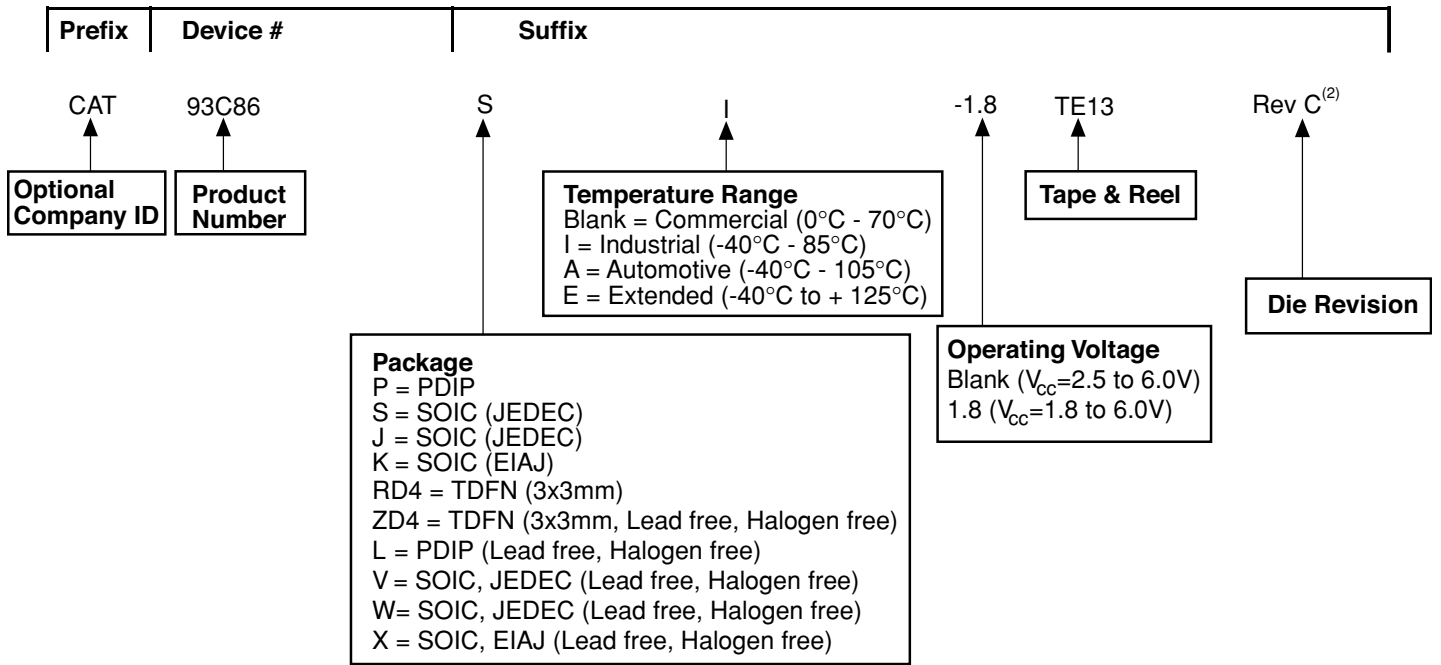 Prefix Device # Suffix
CAT 93C86 S I -1.8 TE13 Rev C(2)
Optional
Company ID
Product
Number
Temperature Range
Blank = Commercial (0°C - 70°C)
I = Industrial (-40°C - 85°C)
A = Automotive (-40°C - 105°C)
E = Extended (-40°C to + 125°C)
Tape & Reel
Die Revision
Package
P = PDIP
S = SOIC (JEDEC)
J = SOIC (JEDEC)
K = SOIC (EIAJ)
RD4 = TDFN (3x3mm)
ZD4 = TDFN (3x3mm, Lead free, Halogen free)
L = PDIP (Lead free, Halogen free)
V = SOIC, JEDEC (Lead free, Halogen free)
W= SOIC, JEDEC (Lead free, Halogen free)
X = SOIC, EIAJ (Lead free, Halogen free)
Operating Voltage
Blank (Vcc=2.5 to 6.0V)
1.8 (Vcc=1.8 to 6.0V)